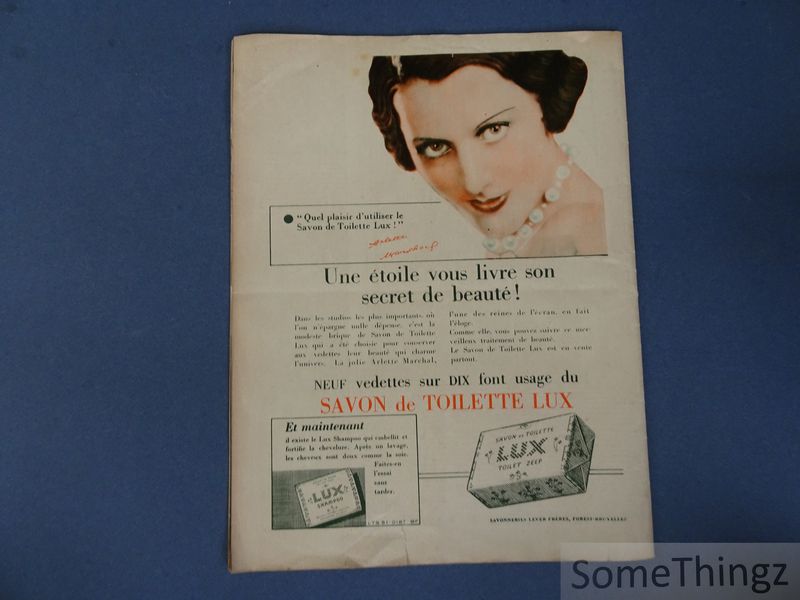 “Quel plaisir d'utiliser le
Savon de Toilette Lux !”
Arlette
Marchal
Une étoile vous livre son
secret de beauté !
Dans les studios les plus importants, où
l'on n'épargne nulle dépense, c'est la
modeste brique de Savon de Toilette
Lux qui a été choisie pour conserver
aux vedettes leur beauté qui charme
l'univers. La jolie Arlette Marchal,
l'une des reines de l'écran, en fait
l'éloge.
Comme elle, vous pouvez suivre ce mer-
veilleux traitement de beauté.
Le Savon de Toilette Lux est en vente
partout.
NEUF vedettes sur DIX font usage du
SAVON de TOILETTE LUX
Et maintenant
il existe le Lux Shampoo qui embellit et
fortifie la chevelure. Après un lavage,
les cheveux sont doux comme la soie.
Faites-en
l'essai
sans
tarder.
LUX
SHAMPOO
LTS 51-0187 BF
SAVON DE TOILETTE
LUX
TOILET ZEEP
SAVONNERIES LEVER FRÈRES, FOREST-BRUXELLES
SomeThingz